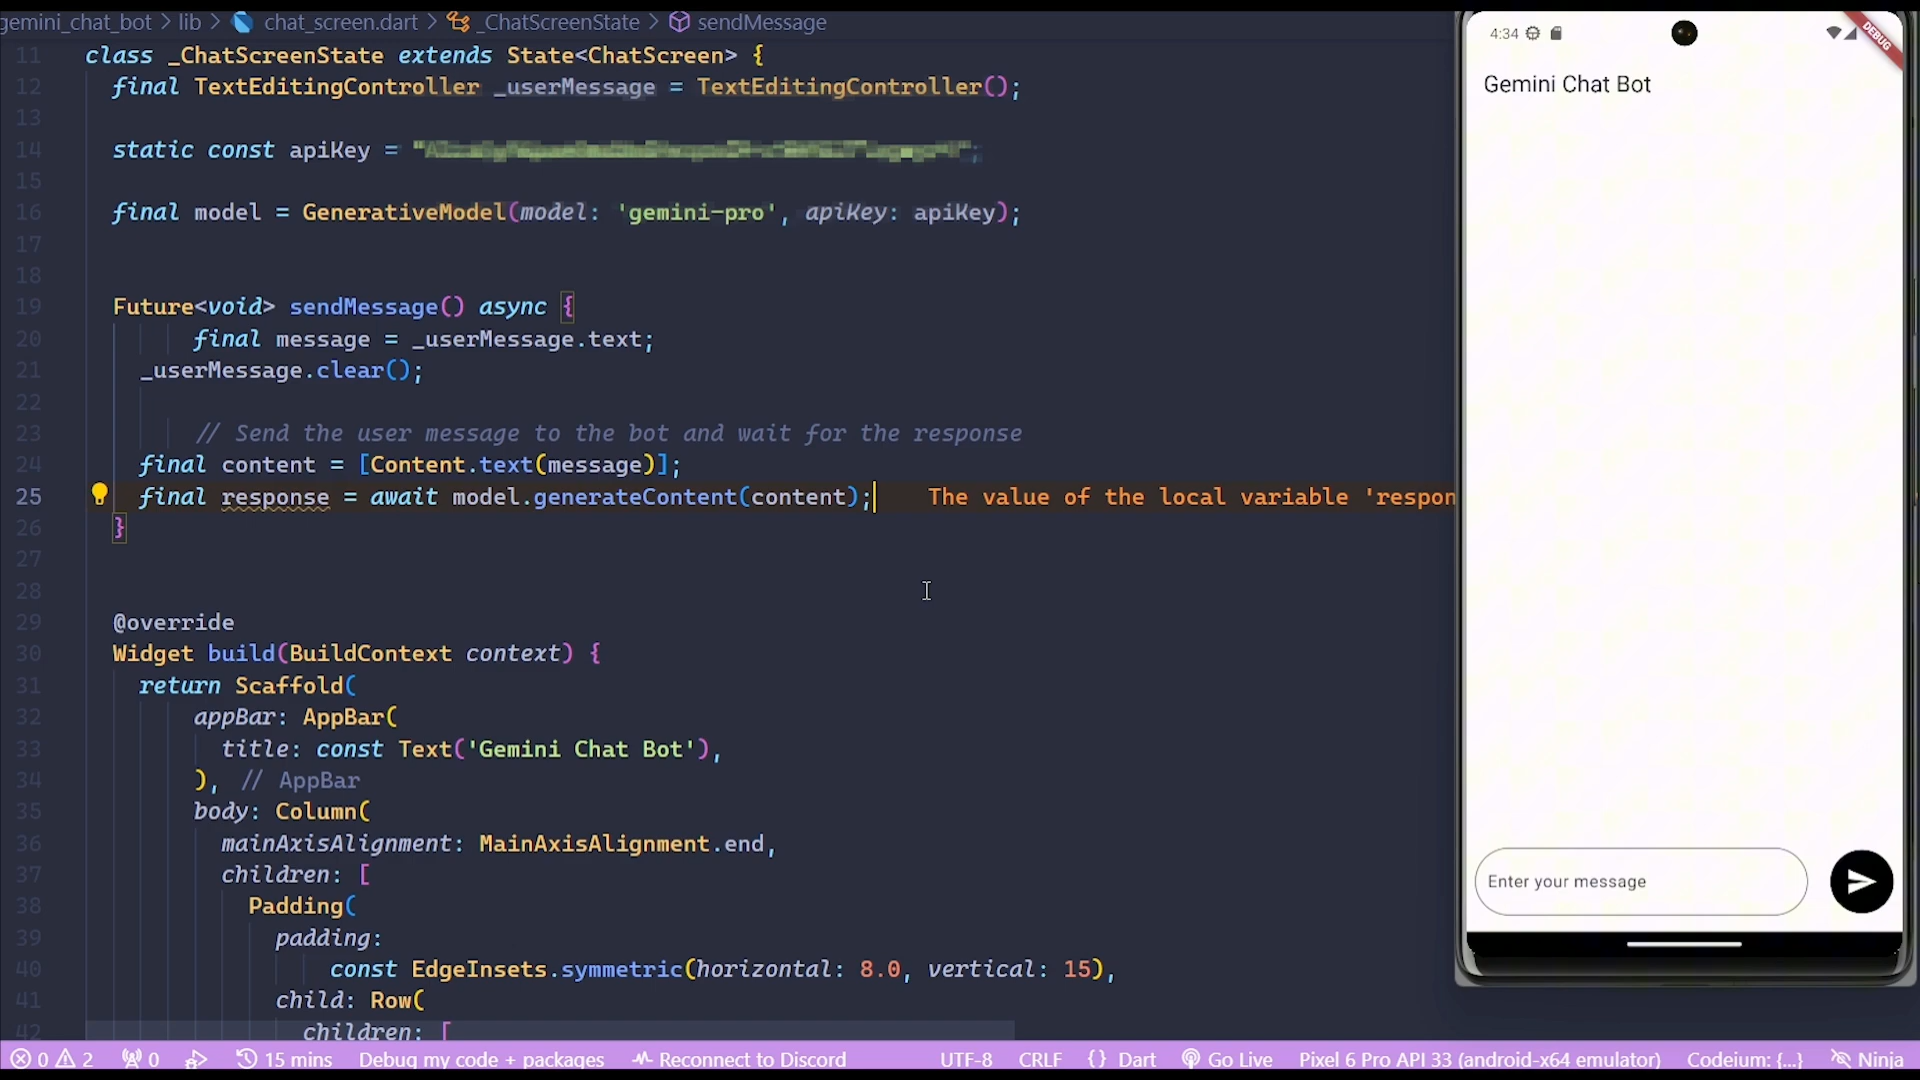 gemini_chat_bot > lib > chat_screen.dart > _ChatScreenState > sendMessage
11 class _ChatScreenState extends State<ChatScreen> {
12 final TextEditingController _userMessage = TextEditingController();
13
14 static const apiKey = "
15
16 final model = GenerativeModel(model: 'gemini-pro', apiKey: apiKey);
17
18
19 Future<void> sendMessage() async {
20 final message = _userMessage.text;
21 _userMessage.clear();
22
23 // Send the user message to the bot and wait for the response
24 final content = [Content.text(message)];
25 final response = await model.generateContent(content); The value of the local variable 'respon
26 }
27
28
29 @override
30 Widget build(BuildContext context) {
31 return Scaffold(
32 appBar: AppBar(
33 title: const Text('Gemini Chat Bot'),
34 ), // AppBar
35 body: Column(
36 mainAxisAlignment: MainAxisAlignment.end,
37 children: [
38 Padding(
39 padding:
40 const EdgeInsets.symmetric(horizontal: 8.0, vertical: 15),
41 child: Row(
42 children: [
0 2 0 15 mins Debug my code + packages Reconnect to Discord UTF-8 CRLF {} Dart Go Live Pixel 6 Pro API 33 (android-x64 emulator) Codeium: {...} Ninja
4:34
DEBUG
Gemini Chat Bot
Enter your message